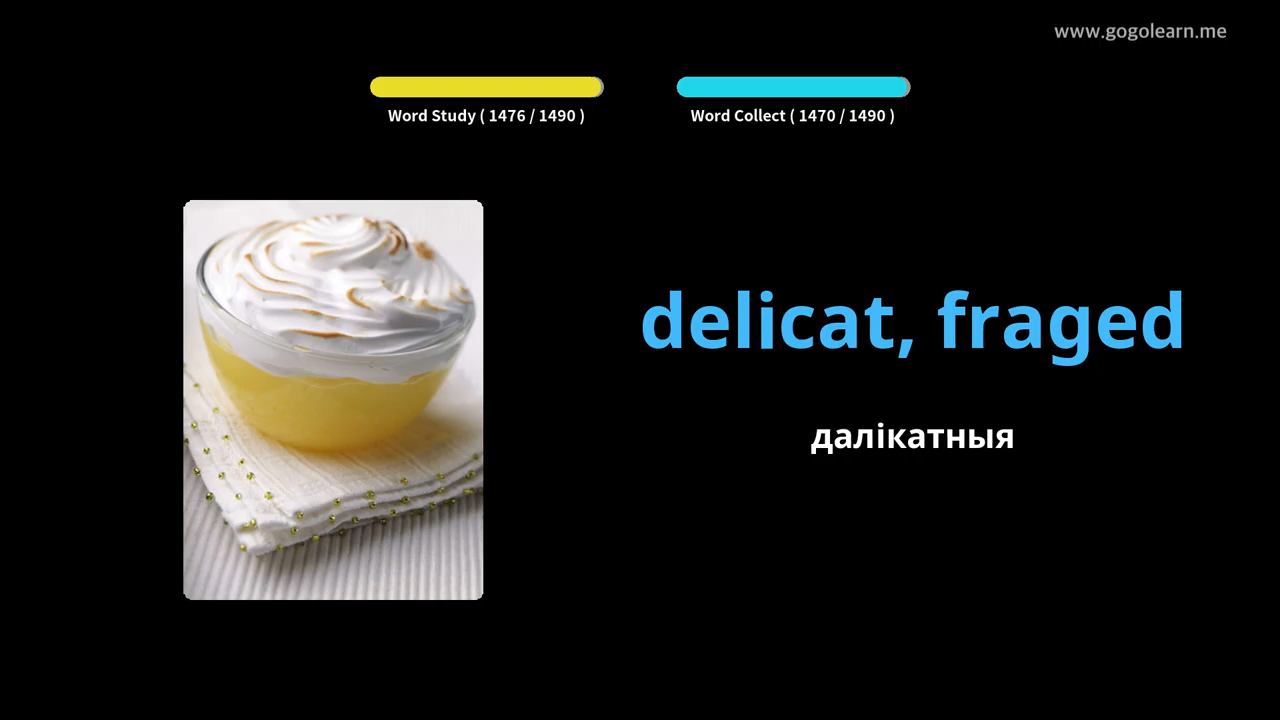 www.gogolearn.me
Word Study ( 1476 / 1490 )
Word Collect ( 1470 / 1490 )
delicat, fraged
далікатныя